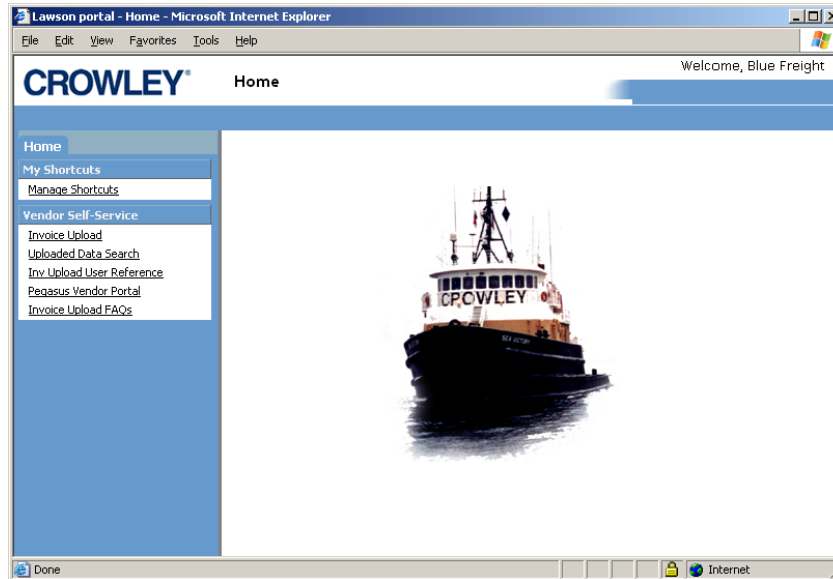 Lawson portal - Home - Microsoft Internet Explorer
File Edit View Favorites Tools Help
Welcome, Blue Freight
CROWLEY®
Home
Home
My Shortcuts
Manage Shortcuts
Vendor Self-Service
Invoice Upload
Uploaded Data Search
Inv Upload User Reference
Pegasus Vendor Portal
Invoice Upload FAQs
CROWLEY
SEA VICTORY
Done
Internet